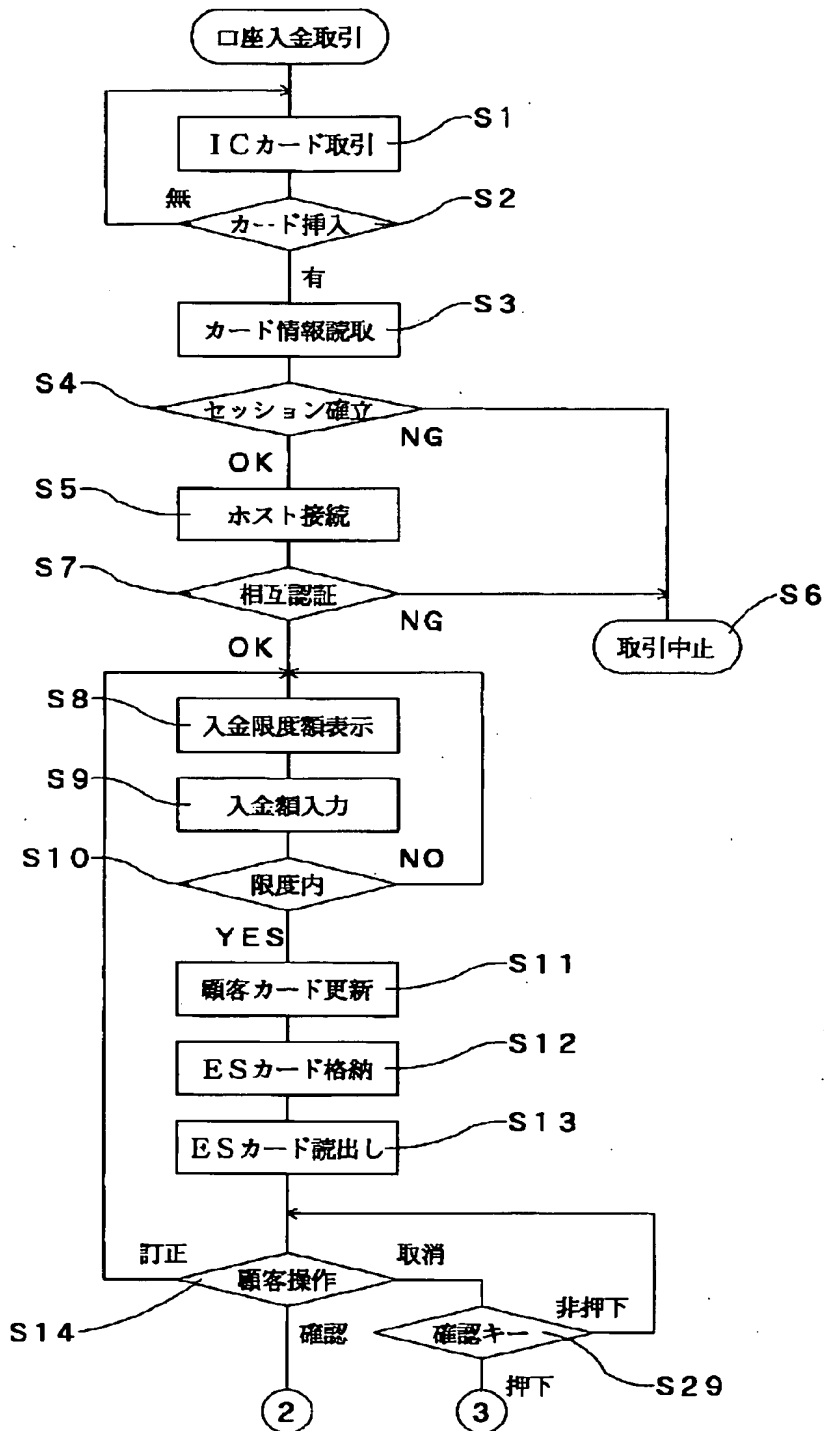 口座入金取引
S1
ICカード取引
無
S2
カード挿入
有
S3
カード情報読取
S4
セッション確立
NG
OK
S5
ホスト接続
S7
相互認証
NG
S6
OK
取引中止
S8
入金限度額表示
S9
入金額入力
S10
NO
限度内
YES
S11
顧客カード更新
S12
ESカード格納
S13
ESカード読出し
訂正
取消
顧客操作
非押下
S14
確認
確認キー
押下
S29
2
3